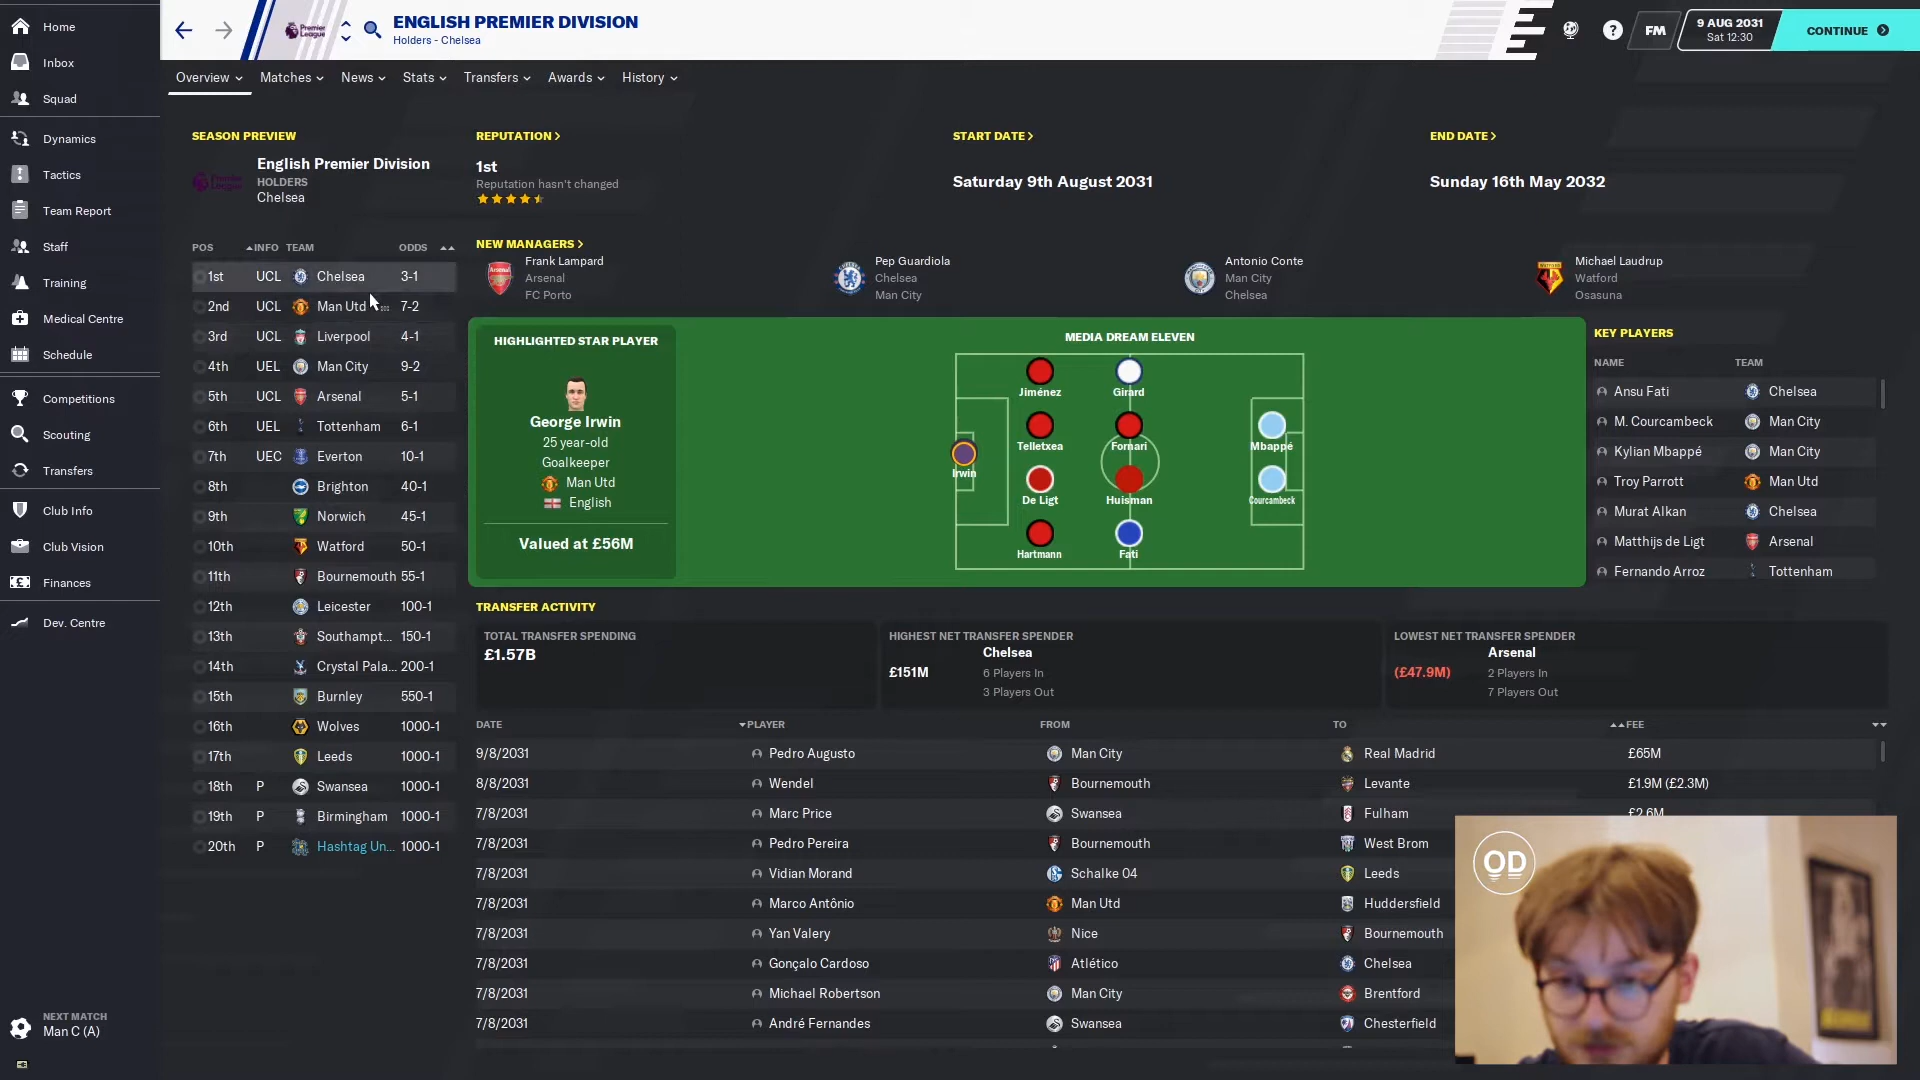 Home
Inbox
Squad
Dynamics
Tactics
Team Report
Staff
Training
Medical Centre
Schedule
Competitions
Scouting
Transfers
Club Info
Club Vision
Finances
Dev. Centre
NEXT MATCH
Man C (A)
Premier League
ENGLISH PREMIER DIVISION
Holders - Chelsea
?
FM
9 AUG 2031
Sat 12:30
CONTINUE
Overview Matches News Stats Transfers Awards History
SEASON PREVIEW
Premier League
English Premier Division
HOLDERS
Chelsea
REPUTATION >
1st
Reputation hasn't changed
START DATE >
Saturday 9th August 2031
END DATE >
Sunday 16th May 2032
POS INFO TEAM ODDS
1st UCL Chelsea 3-1
2nd UCL Man Utd 7-2
3rd UCL Liverpool 4-1
4th UEL Man City 9-2
5th UCL Arsenal 5-1
6th UEL Tottenham 6-1
7th UEC Everton 10-1
8th Brighton 40-1
9th Norwich 45-1
10th Watford 50-1
11th Bournemouth 55-1
12th Leicester 100-1
13th Southampt... 150-1
14th Crystal Pala... 200-1
15th Burnley 550-1
16th Wolves 1000-1
17th Leeds 1000-1
18th P Swansea 1000-1
19th P Birmingham 1000-1
20th P Hashtag Un... 1000-1
NEW MANAGERS >
Frank Lampard
Arsenal
FC Porto
Pep Guardiola
Chelsea
Man City
Antonio Conte
Man City
Chelsea
Michael Laudrup
Watford
Osasuna
HIGHLIGHTED STAR PLAYER
George Irwin
25 year-old
Goalkeeper
Man Utd
English
Valued at £56M
MEDIA DREAM ELEVEN
Jiménez
Girard
Telletxea
Fornari
Mbappé
Irwin
De Ligt
Huisman
Courcambeck
Hartmann
Fati
KEY PLAYERS
NAME TEAM
Ansu Fati Chelsea
M. Courcambeck Man City
Kylian Mbappé Man City
Troy Parrott Man Utd
Murat Alkan Chelsea
Matthijs de Ligt Arsenal
Fernando Arroz Tottenham
TRANSFER ACTIVITY
TOTAL TRANSFER SPENDING
£1.57B
HIGHEST NET TRANSFER SPENDER
Chelsea
£151M
6 Players In
3 Players Out
LOWEST NET TRANSFER SPENDER
Arsenal
(£47.9M)
2 Players In
7 Players Out
DATE PLAYER FROM TO FEE
9/8/2031 Pedro Augusto Man City Real Madrid £65M
8/8/2031 Wendel Bournemouth Levante £1.9M (£2.3M)
7/8/2031 Marc Price Swansea Fulham £2.6M
7/8/2031 Pedro Pereira Bournemouth West Brom
7/8/2031 Vidian Morand Schalke 04 Leeds
7/8/2031 Marco Antônio Man Utd Huddersfield
7/8/2031 Yan Valery Nice Bournemouth
7/8/2031 Gonçalo Cardoso Atlético Chelsea
7/8/2031 Michael Robertson Man City Brentford
7/8/2031 André Fernandes Swansea Chesterfield
OD